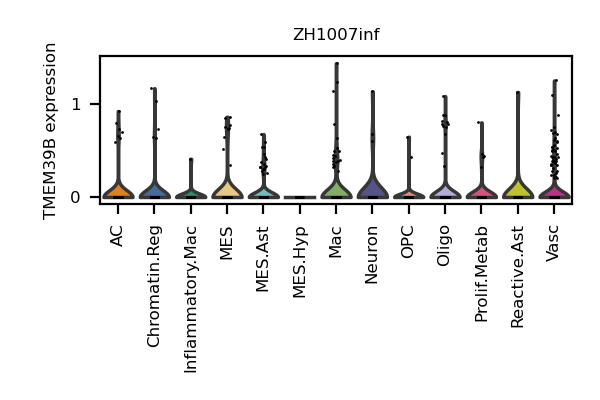 ZH1007inf
TMEM39B expression
1
0
AC
Chromatin.Reg
Inflammatory.Mac
MES
MES.Ast
MES.Hyp
Mac
Neuron
OPC
Oligo
Prolif.Metab
Reactive.Ast
Vasc